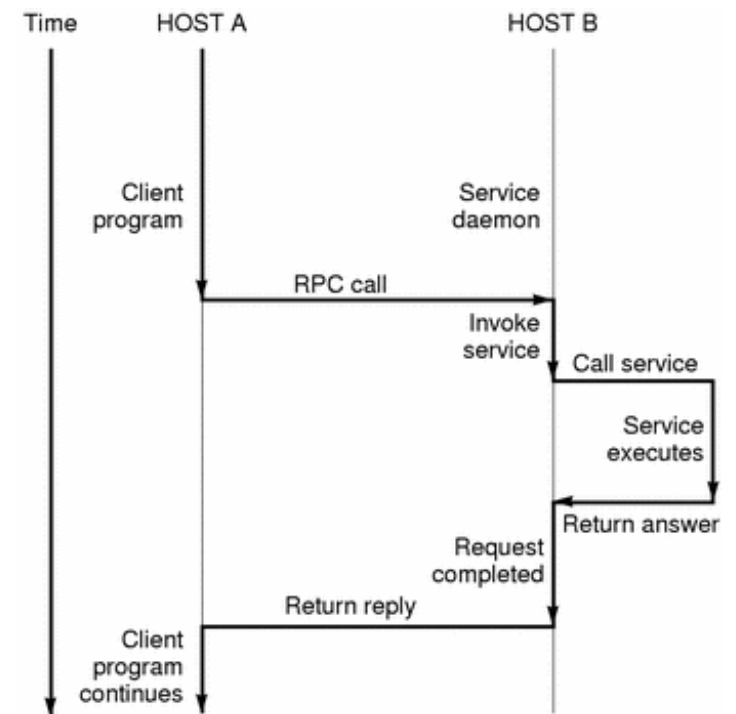 Time
HOST A
HOST B
Client
program
Service
daemon
RPC call
Invoke
service
Call service
Service
executes
Return answer
Request
completed
Return reply
Client
program
continues